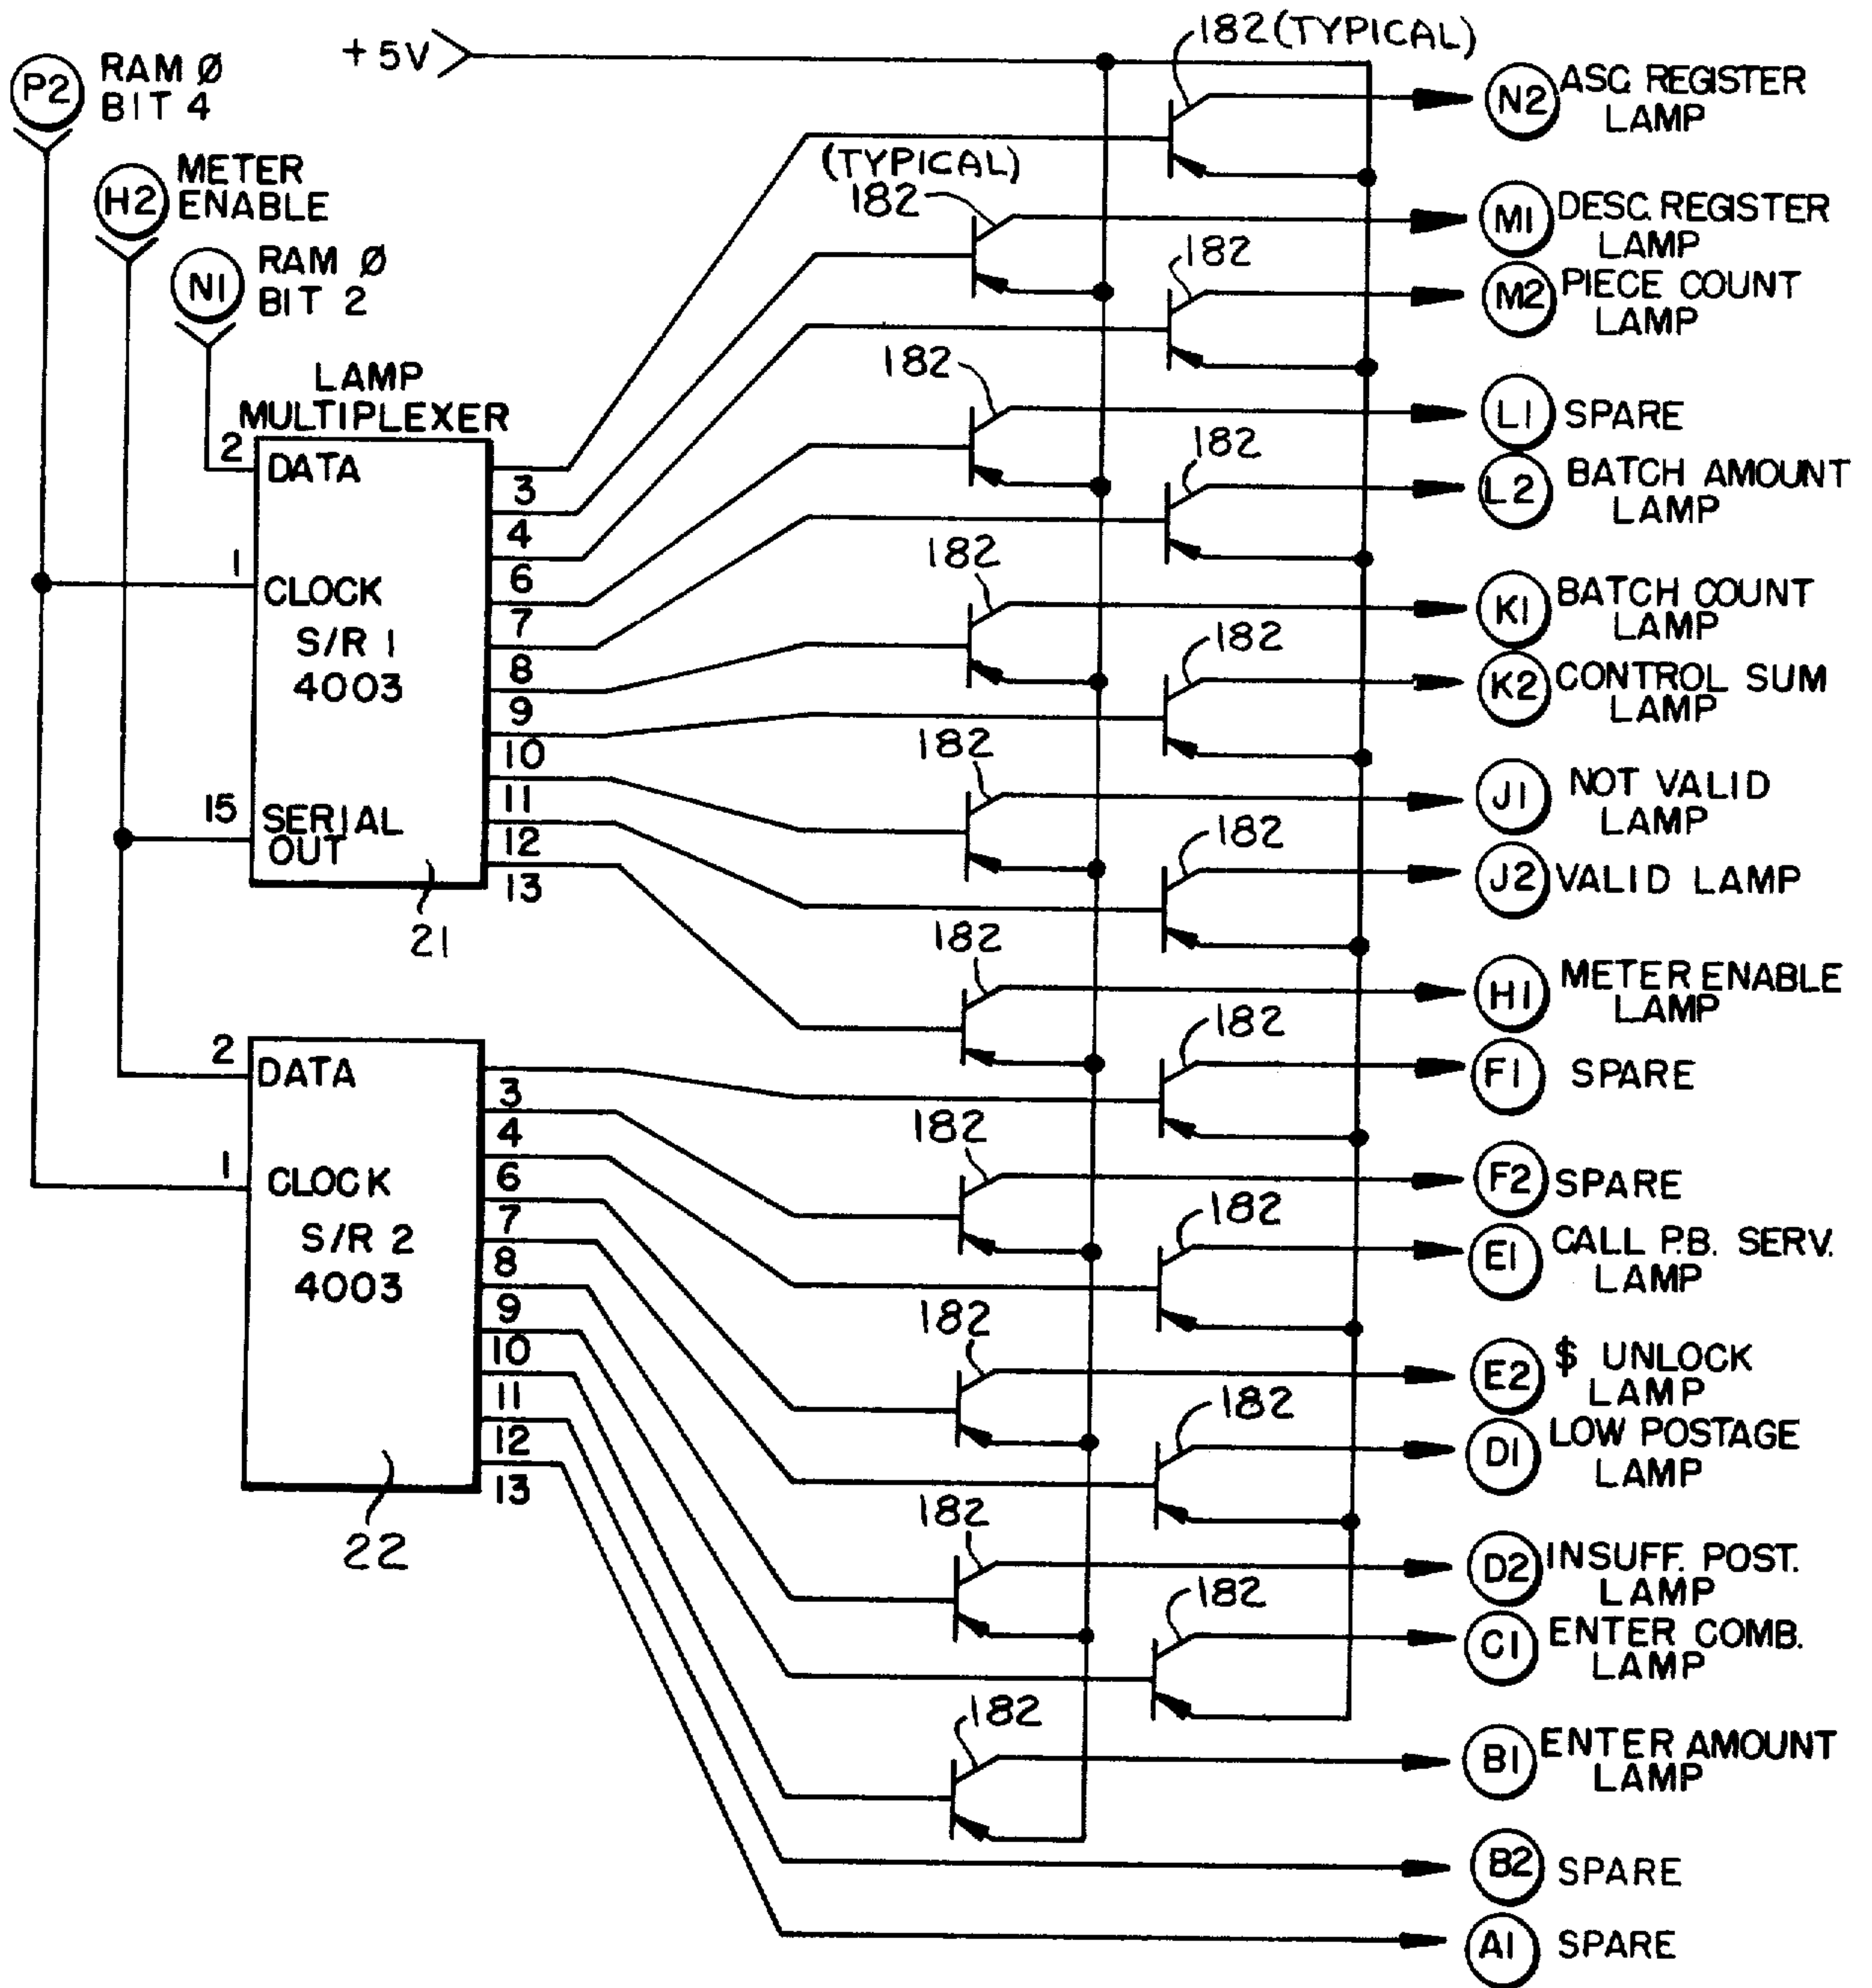 P2 RAM Ø
BIT 4
+5V
182 (TYPICAL)
N2 ASC REGISTER
LAMP
H2 METER
ENABLE
(TYPICAL)
182
M1 DESC. REGISTER
LAMP
N1 RAM Ø
BIT 2
182
M2 PIECE COUNT
LAMP
LAMP
MULTIPLEXER
182
L1 SPARE
2 DATA
3
182
L2 BATCH AMOUNT
LAMP
4
1 CLOCK
6
182
K1 BATCH COUNT
LAMP
S/R 1
7
4003
8
182
K2 CONTROL SUM
LAMP
9
10
182
J1 NOT VALID
LAMP
15 SERIAL
OUT
11
12
182
J2 VALID LAMP
13
21
182
H1 METER ENABLE
LAMP
2 DATA
3
182
F1 SPARE
4
182
1 CLOCK
6
F2 SPARE
S/R 2
7
182
E1 CALL P.B. SERV.
LAMP
4003
8
9
182
E2 $ UNLOCK
LAMP
10
11
182
D1 LOW POSTAGE
LAMP
12
13
22
182
D2 INSUFF. POST.
LAMP
182
C1 ENTER COMB.
LAMP
182
B1 ENTER AMOUNT
LAMP
B2 SPARE
A1 SPARE